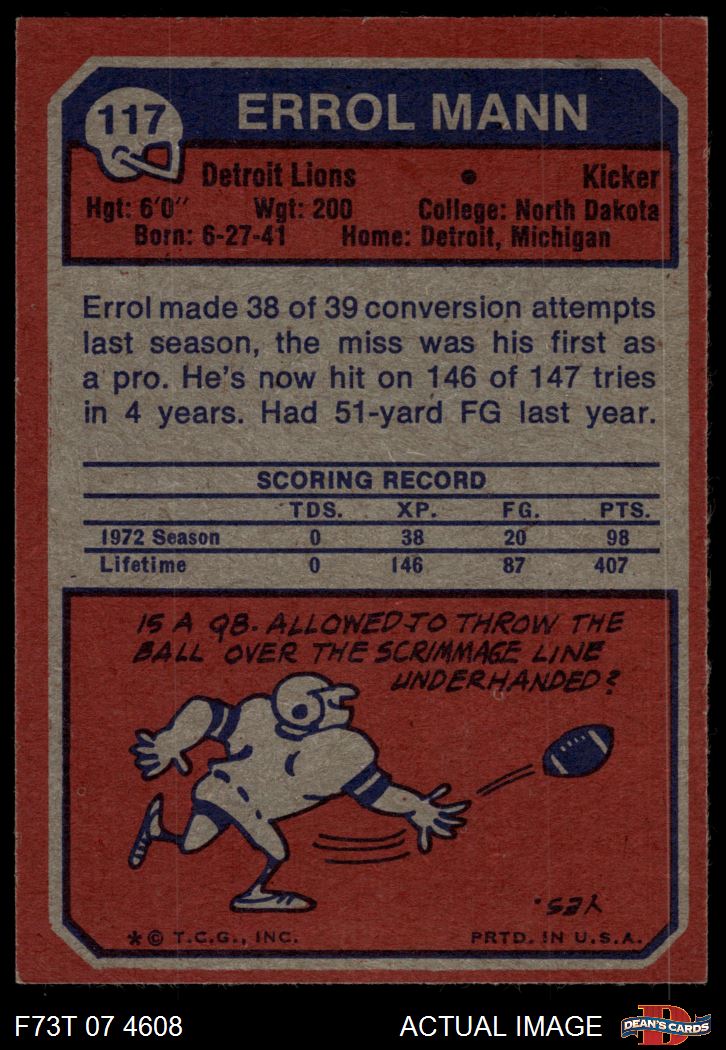 117
ERROL MANN
Detroit Lions • Kicker
Hgt: 6'0" Wgt: 200 College: North Dakota
Born: 6-27-41 Home: Detroit, Michigan
Errol made 38 of 39 conversion attempts
last season, the miss was his first as
a pro. He's now hit on 146 of 147 tries
in 4 years. Had 51-yard FG last year.
SCORING RECORD
TDS. XP. FG. PTS.
1972 Season 0 38 20 98
Lifetime 0 146 87 407
IS A QB. ALLOWED TO THROW THE
BALL OVER THE SCRIMMAGE LINE
UNDERHANDED?
YES.
* © T.C.G., INC. PRTD. IN U.S.A.
F73T 07 4608 ACTUAL IMAGE
D
DEAN'S CARDS